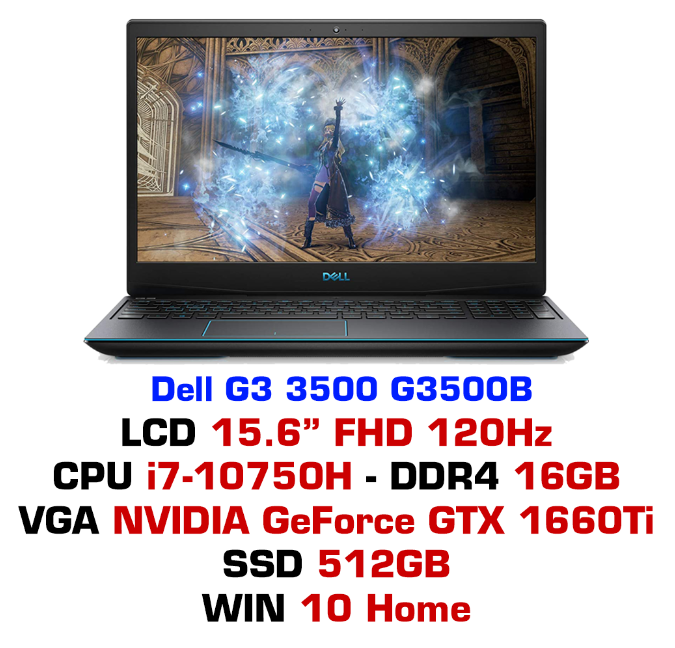 DELL
Dell G3 3500 G3500B
LCD 15.6” FHD 120Hz
CPU i7-10750H - DDR4 16GB
VGA NVIDIA GeForce GTX 1660Ti
SSD 512GB
WIN 10 Home